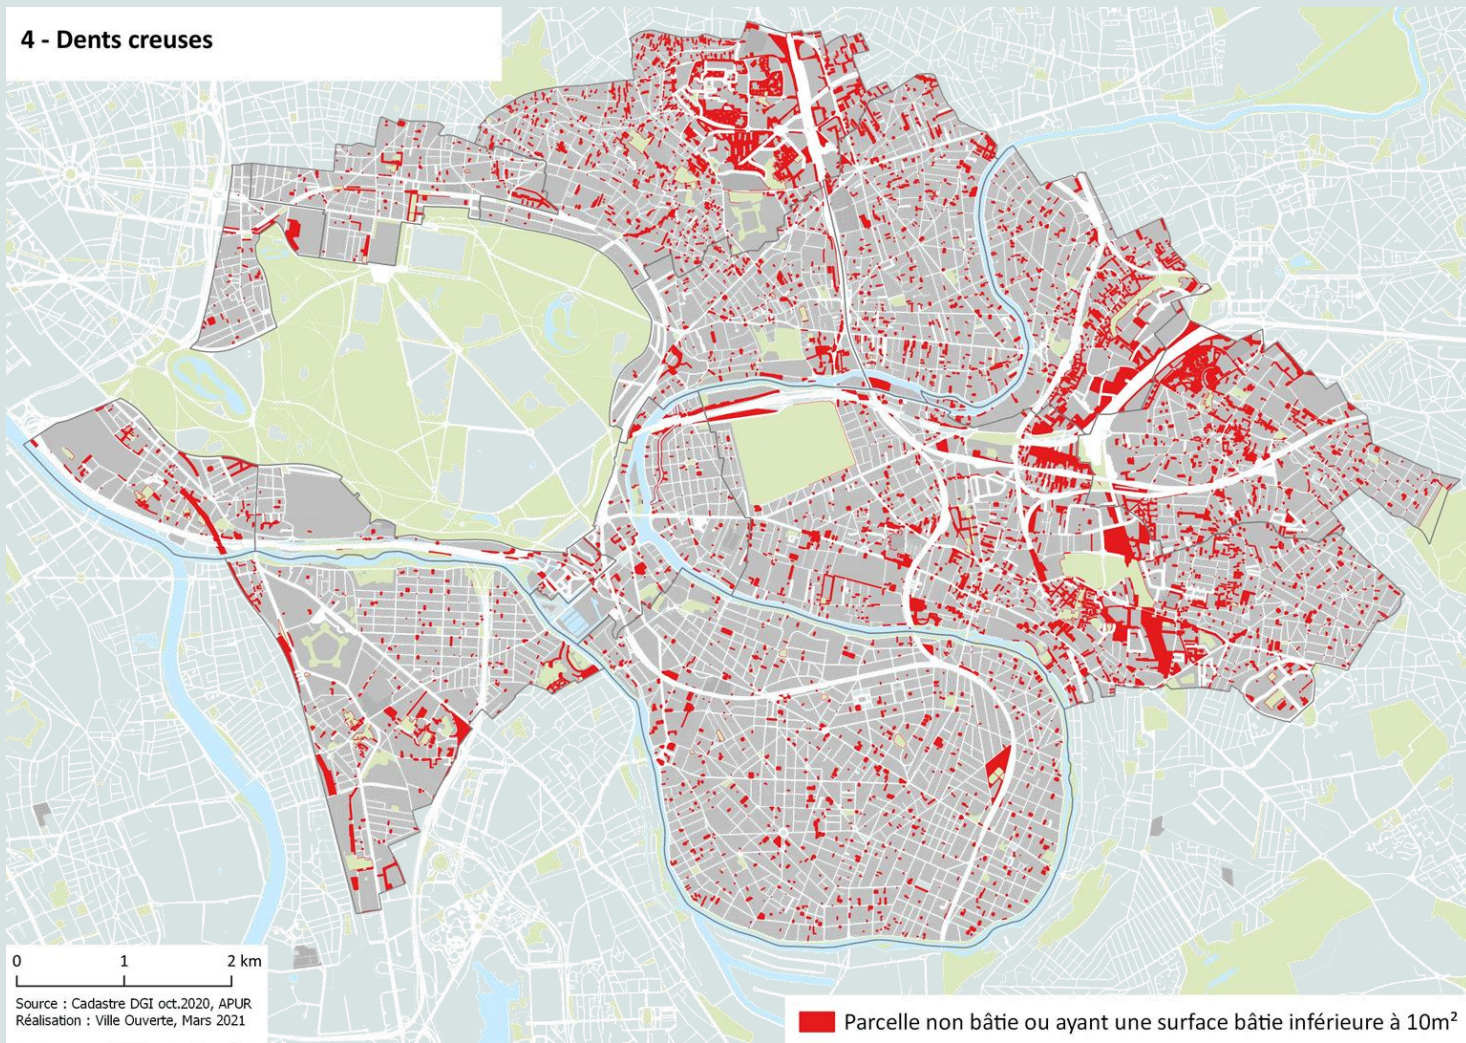 4 - Dents creuses
0 1 2 km
Source : Cadastre DGI oct.2020, APUR
Réalisation : Ville Ouverte, Mars 2021
Parcelle non bâtie ou ayant une surface bâtie inférieure à 10m²